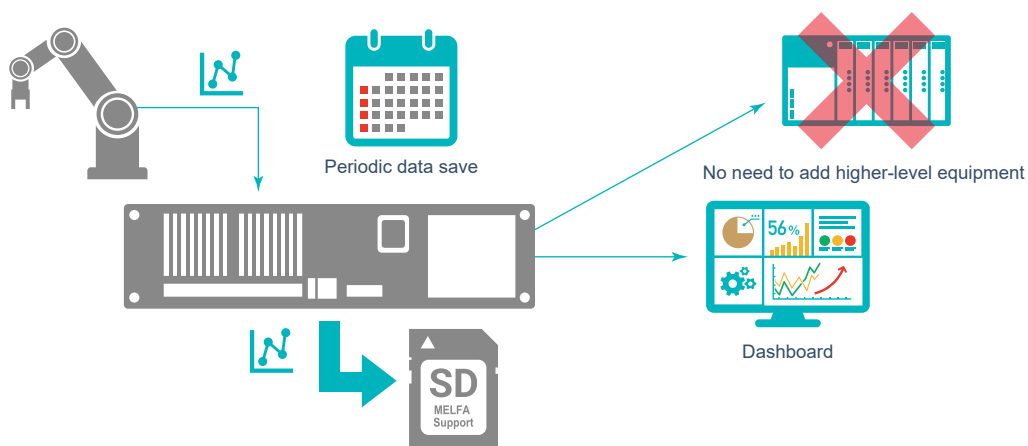 Periodic data save
No need to add higher-level equipment
56%
Dashboard
SD
MELFA
Support